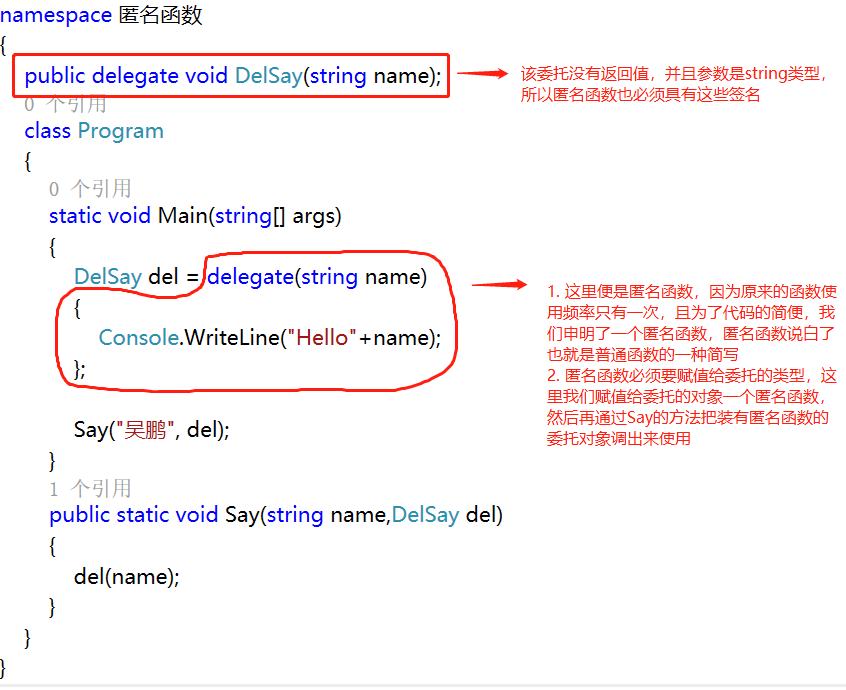 namespace 匿名函数
{
public delegate void DelSay(string name);
该委托没有返回值，并且参数是string类型，
所以匿名函数也必须具有这些签名
0 个引用
class Program
{
0 个引用
static void Main(string[] args)
{
DelSay del = delegate(string name)
{
Console.WriteLine("Hello"+name);
};
1. 这里便是匿名函数，因为原来的函数使
用频率只有一次，且为了代码的简便，我
们申明了一个匿名函数，匿名函数说白了
也就是普通函数的一种简写
2. 匿名函数必须要赋值给委托的类型，这
里我们赋值给委托的对象一个匿名函数，
然后再通过Say的方法把装有匿名函数的
委托对象调出来使用
Say("吴鹏", del);
}
1 个引用
public static void Say(string name,DelSay del)
{
del(name);
}
}
}